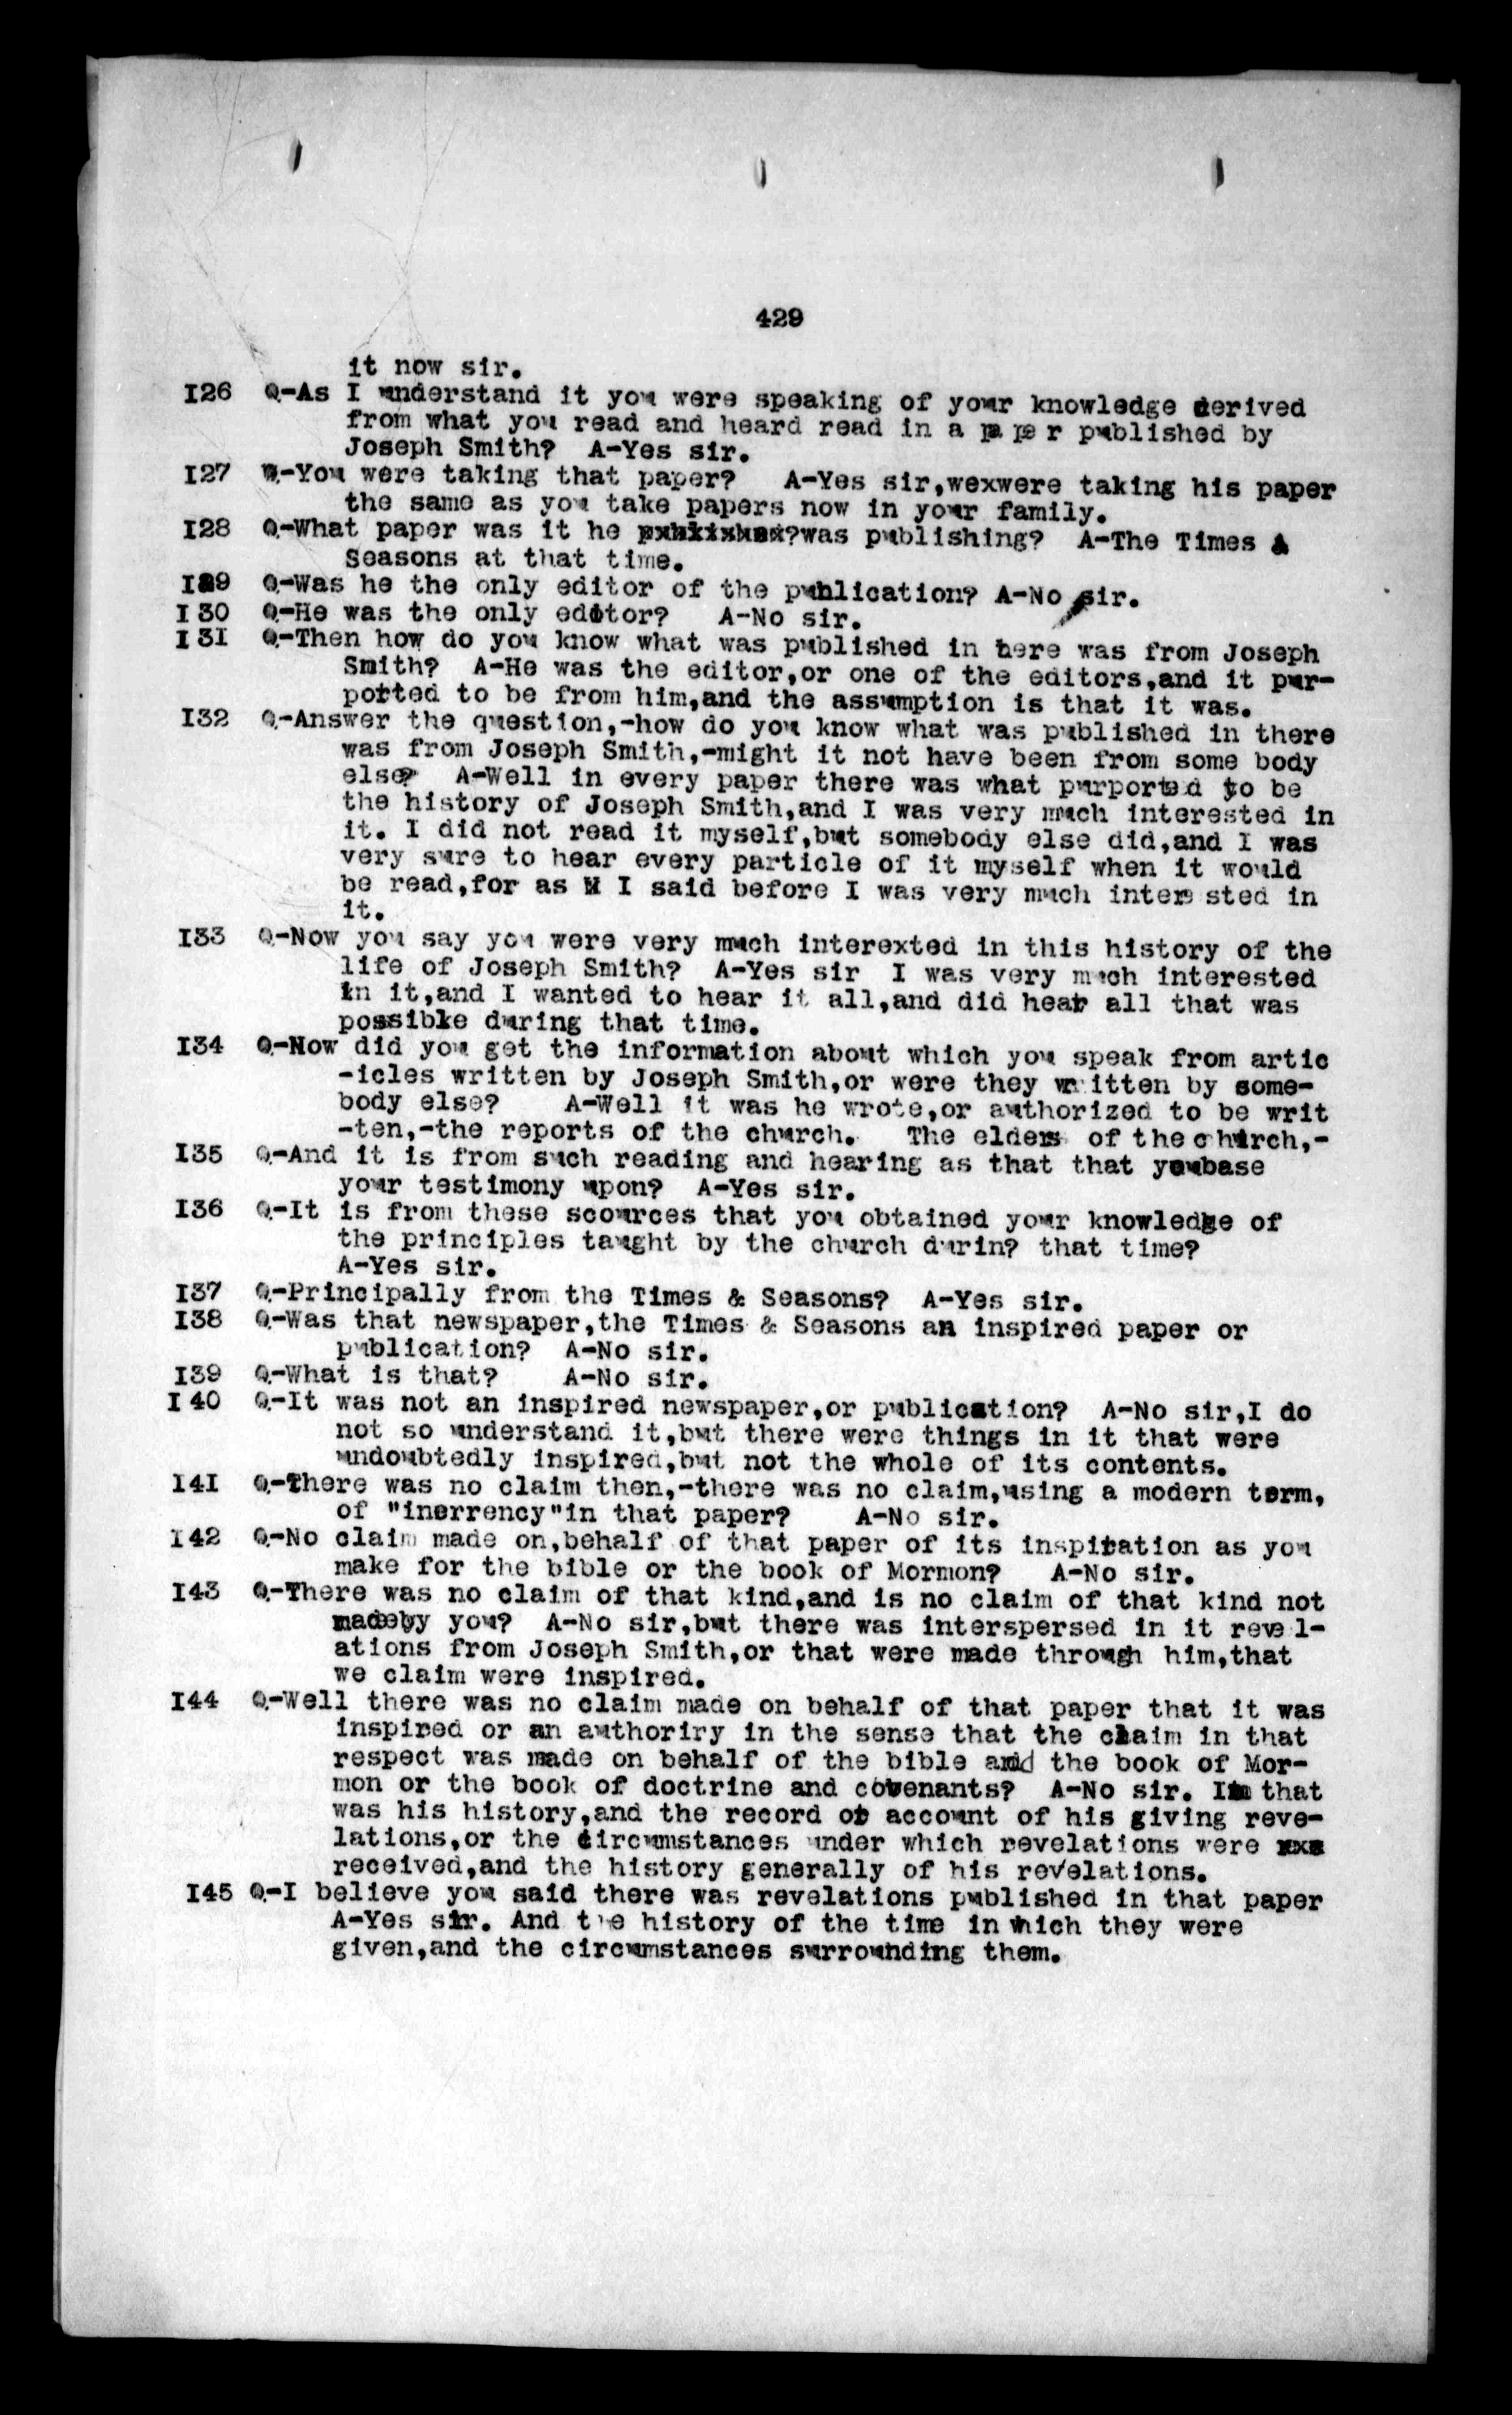 429
it now sir.
I26 Q-As I understand it you were speaking of your knowledge derived
from what you read and heard read in a pa pe r published by
Joseph Smith? A-Yes sir.
I27 Q-You were taking that paper? A-Yes sir,wexwere taking his paper
the same as you take papers now in your family.
I28 Q-What paper was it he was publishing? A-The Times &
Seasons at that time.
I29 Q-Was he the only editor of the publication? A-No sir.
I 30 Q-He was the only editor? A-No sir.
I 31 Q-Then how do you know what was published in there was from Joseph
Smith? A-He was the editor,or one of the editors,and it pur-
ported to be from him,and the assumption is that it was.
I32 Q-Answer the question,-how do you know what was published in there
was from Joseph Smith,-might it not have been from some body
else? A-Well in every paper there was what purported to be
the history of Joseph Smith,and I was very much interested in
it. I did not read it myself,but somebody else did,and I was
very sure to hear every particle of it myself when it would
be read,for as I said before I was very much interes sted in
it.
I33 Q-Now you say you were very much interexted in this history of the
life of Joseph Smith? A-Yes sir I was very much interested
in it,and I wanted to hear it all,and did hear all that was
possible during that time.
I34 Q-Now did you get the information about which you speak from artic
-icles written by Joseph Smith,or were they written by some-
body else? A-Well it was he wrote,or authorized to be writ
-ten,-the reports of the church. The elders of the church,-
I35 Q-And it is from such reading and hearing as that that youbase
your testimony upon? A-Yes sir.
I36 Q-It is from these scources that you obtained your knowledge of
the principles taught by the church durin? that time?
A-Yes sir.
I37 Q-Principally from the Times & Seasons? A-Yes sir.
I38 Q-Was that newspaper,the Times & Seasons an inspired paper or
publication? A-No sir.
I39 Q-What is that? A-No sir.
I 40 Q-It was not an inspired newspaper,or publication? A-No sir,I do
not so understand it,but there were things in it that were
undoubtedly inspired,but not the whole of its contents.
I4I Q-There was no claim then,-there was no claim,using a modern term,
of "inerrency"in that paper? A-No sir.
I42 Q-No claim made on,behalf of that paper of its inspiration as you
make for the bible or the book of Mormon? A-No sir.
I43 Q-There was no claim of that kind,and is no claim of that kind not
madeby you? A-No sir,but there was interspersed in it revel-
ations from Joseph Smith,or that were made through him,that
we claim were inspired.
I44 Q-Well there was no claim made on behalf of that paper that it was
inspired or an authoriry in the sense that the claim in that
respect was made on behalf of the bible and the book of Mor-
mon or the book of doctrine and covenants? A-No sir. In that
was his history,and the record or account of his giving reve-
lations,or the circumstances under which revelations were xxx
received,and the history generally of his revelations.
I45 Q-I believe you said there was revelations published in that paper
A-Yes sir. And the history of the time in which they were
given,and the circumstances surrounding them.